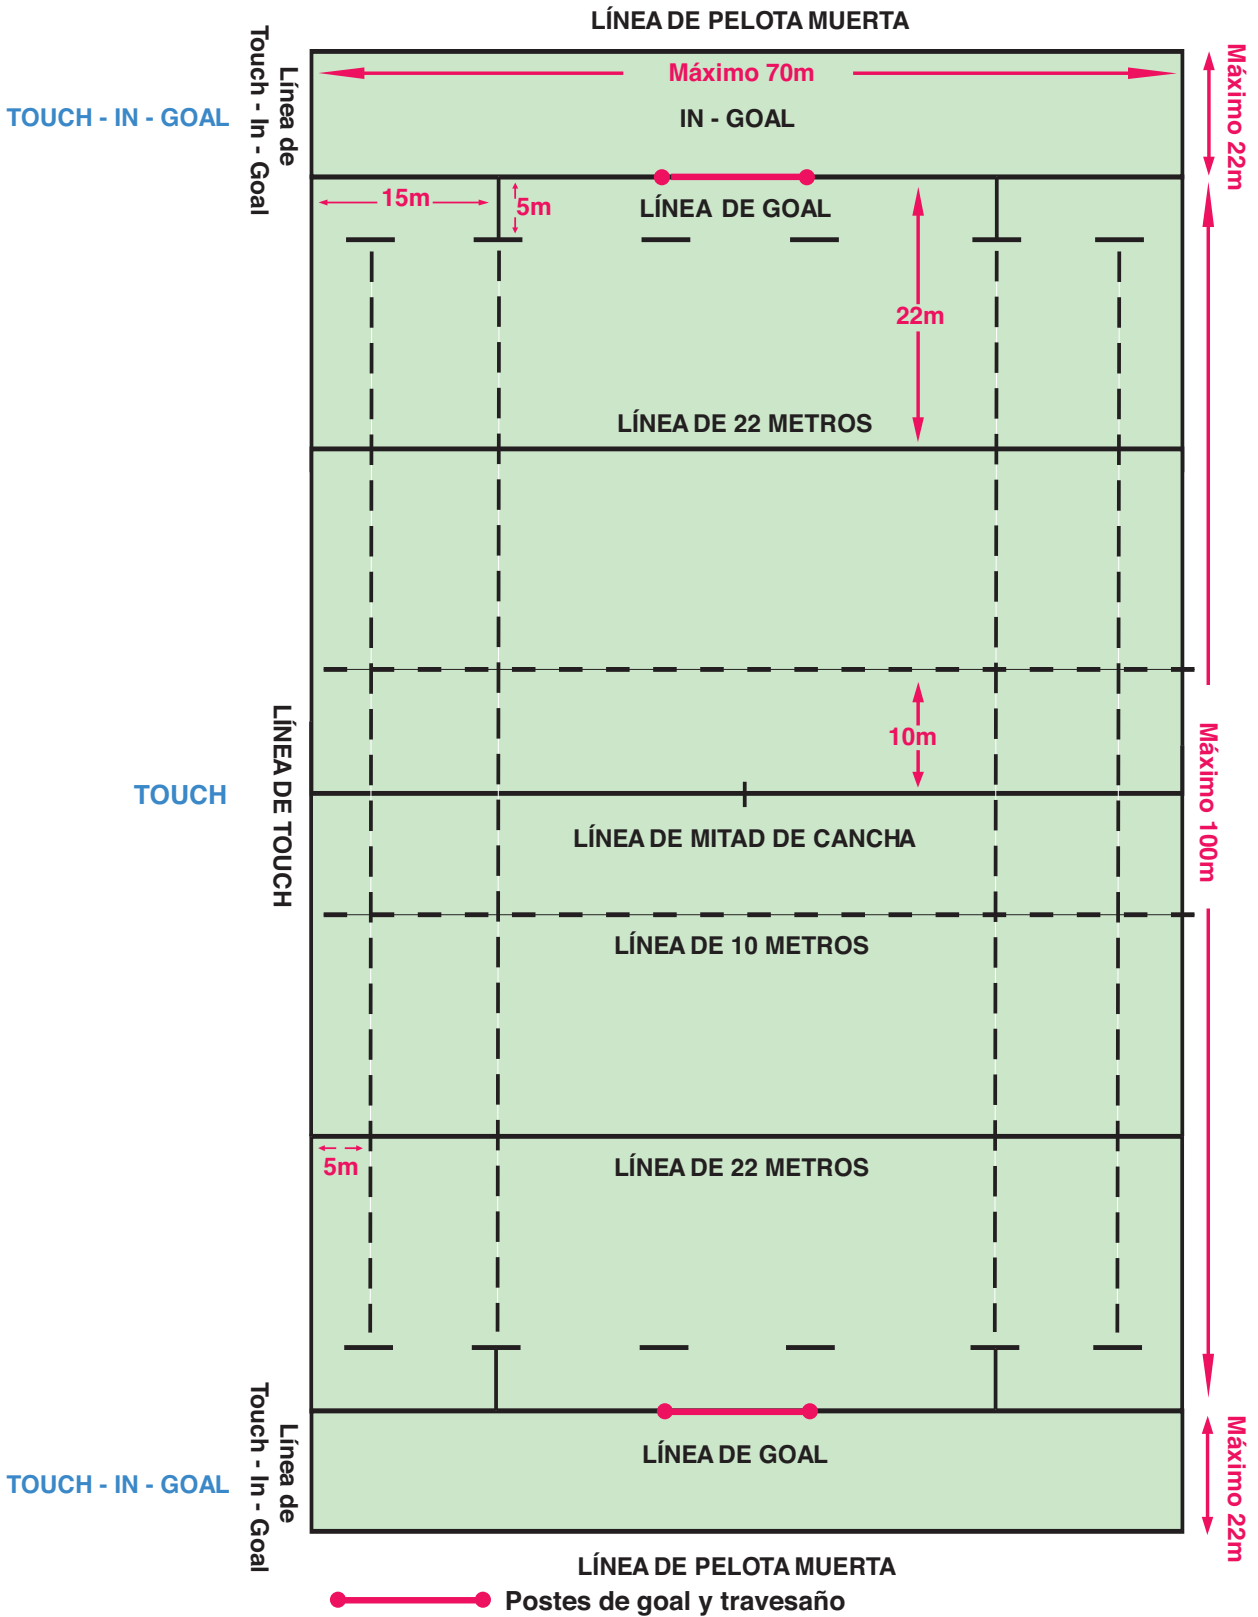 LÍNEA DE PELOTA MUERTA
Máximo 70m
Máximo 22m
Línea de
Touch - In - Goal
TOUCH - IN - GOAL
IN - GOAL
15m
5m
LÍNEA DE GOAL
22m
LÍNEA DE 22 METROS
10m
LÍNEA DE TOUCH
TOUCH
Máximo 100m
LÍNEA DE MITAD DE CANCHA
LÍNEA DE 10 METROS
5m
LÍNEA DE 22 METROS
Línea de
Touch - In - Goal
TOUCH - IN - GOAL
LÍNEA DE GOAL
Máximo 22m
LÍNEA DE PELOTA MUERTA
Postes de goal y travesaño